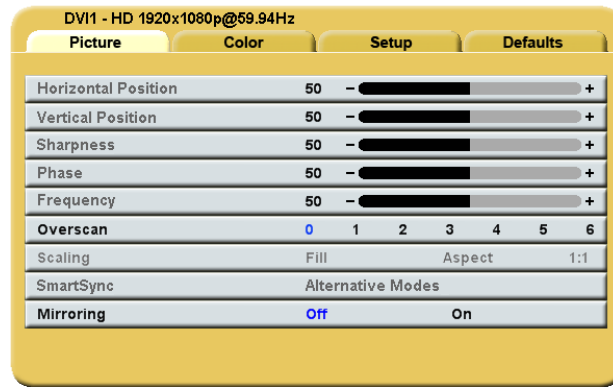 DVI1 - HD 1920x1080p@59.94Hz
Picture Color Setup Defaults
Horizontal Position 50 - +
Vertical Position 50 - +
Sharpness 50 - +
Phase 50 - +
Frequency 50 - +
Overscan 0 1 2 3 4 5 6
Scaling Fill Aspect 1:1
SmartSync Alternative Modes
Mirroring Off On